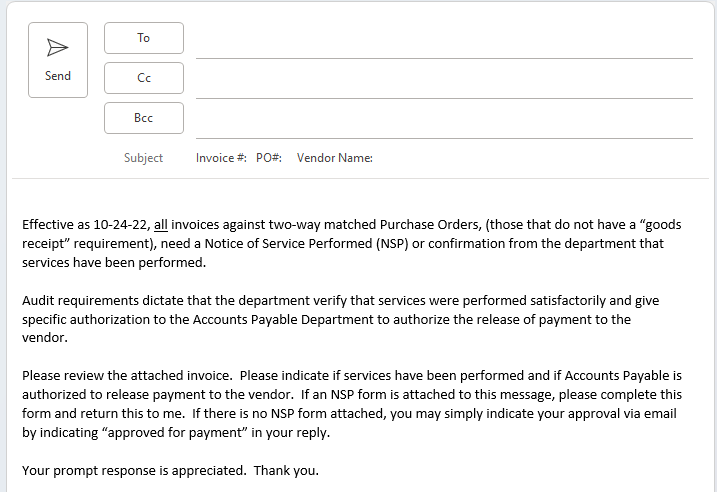 To
Send
Cc
Bcc
Subject Invoice #: PO#: Vendor Name:
Effective as 10-24-22, all invoices against two-way matched Purchase Orders, (those that do not have a “goods
receipt” requirement), need a Notice of Service Performed (NSP) or confirmation from the department that
services have been performed.
Audit requirements dictate that the department verify that services were performed satisfactorily and give
specific authorization to the Accounts Payable Department to authorize the release of payment to the
vendor.
Please review the attached invoice. Please indicate if services have been performed and if Accounts Payable is
authorized to release payment to the vendor. If an NSP form is attached to this message, please complete this
form and return this to me. If there is no NSP form attached, you may simply indicate your approval via email
by indicating “approved for payment” in your reply.
Your prompt response is appreciated. Thank you.